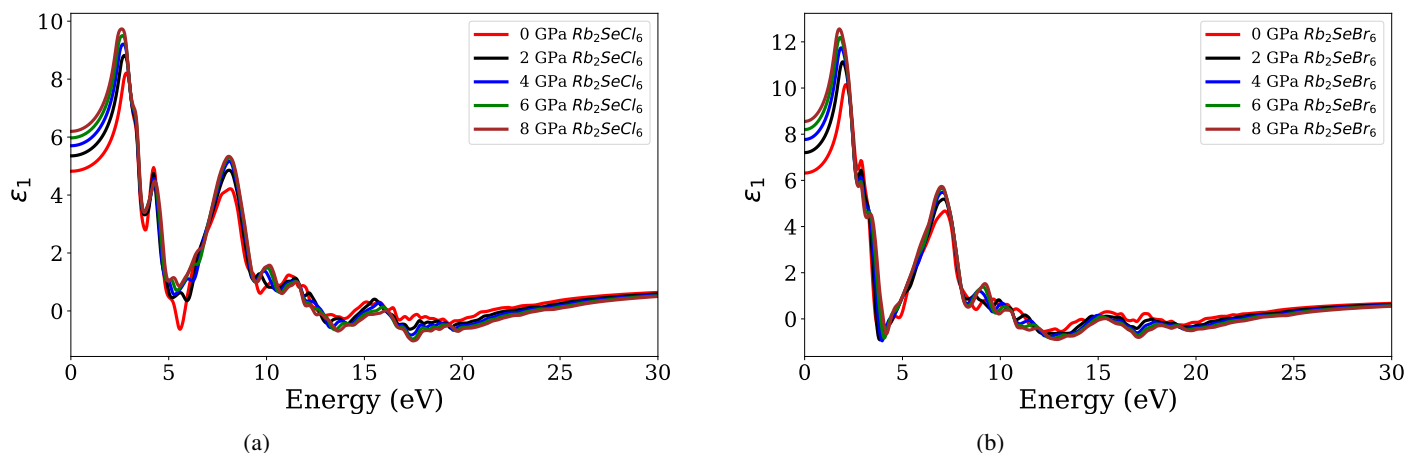 10
8
6
4
2
0
ε₁
0 GPa Rb₂SeCl₆
2 GPa Rb₂SeCl₆
4 GPa Rb₂SeCl₆
6 GPa Rb₂SeCl₆
8 GPa Rb₂SeCl₆
0 5 10 15 20 25 30
Energy (eV)
(a)
12
10
8
6
4
2
0
ε₁
0 GPa Rb₂SeBr₆
2 GPa Rb₂SeBr₆
4 GPa Rb₂SeBr₆
6 GPa Rb₂SeBr₆
8 GPa Rb₂SeBr₆
0 5 10 15 20 25 30
Energy (eV)
(b)